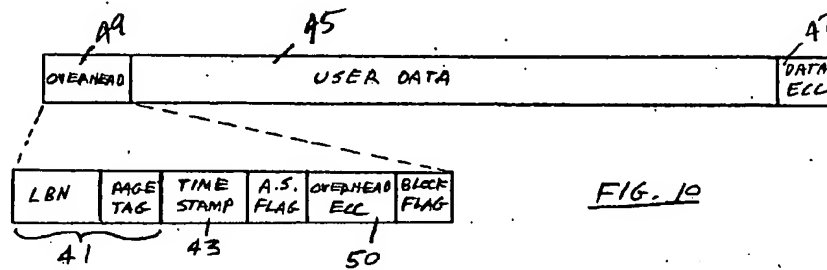 49 45
OVERHEAD USER DATA DATA ECC
LBN PAGE TAG TIME STAMP A.S. FLAG OVERHEAD ECC BLOCK FLAG
41 43 50
FIG. 10